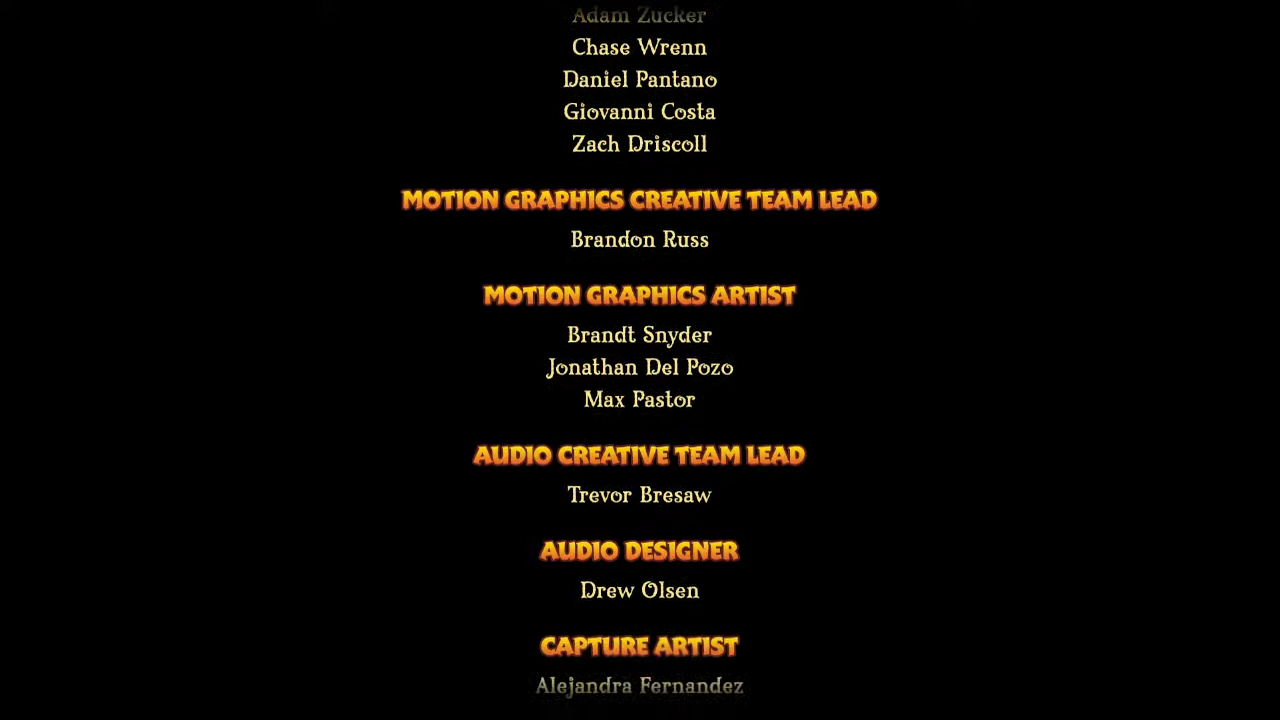 Adam Zucker
Chase Wrenn
Daniel Pantano
Giovanni Costa
Zach Driscoll
MOTION GRAPHICS CREATIVE TEAM LEAD
Brandon Russ
MOTION GRAPHICS ARTIST
Brandt Snyder
Jonathan Del Pozo
Max Pastor
AUDIO CREATIVE TEAM LEAD
Trevor Bresaw
AUDIO DESIGNER
Drew Olsen
CAPTURE ARTIST
Alejandra Fernandez